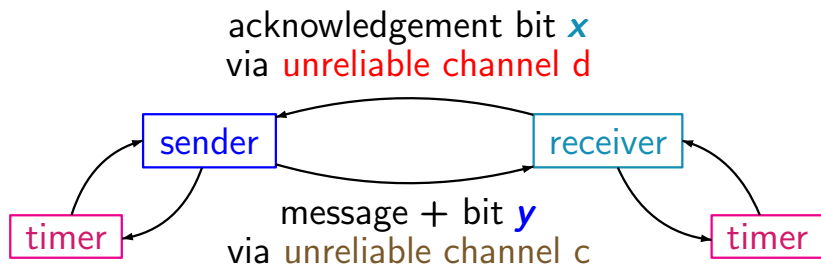 acknowledgement bit x
via unreliable channel d
sender
receiver
message + bit y
timer
timer
via unreliable channel c